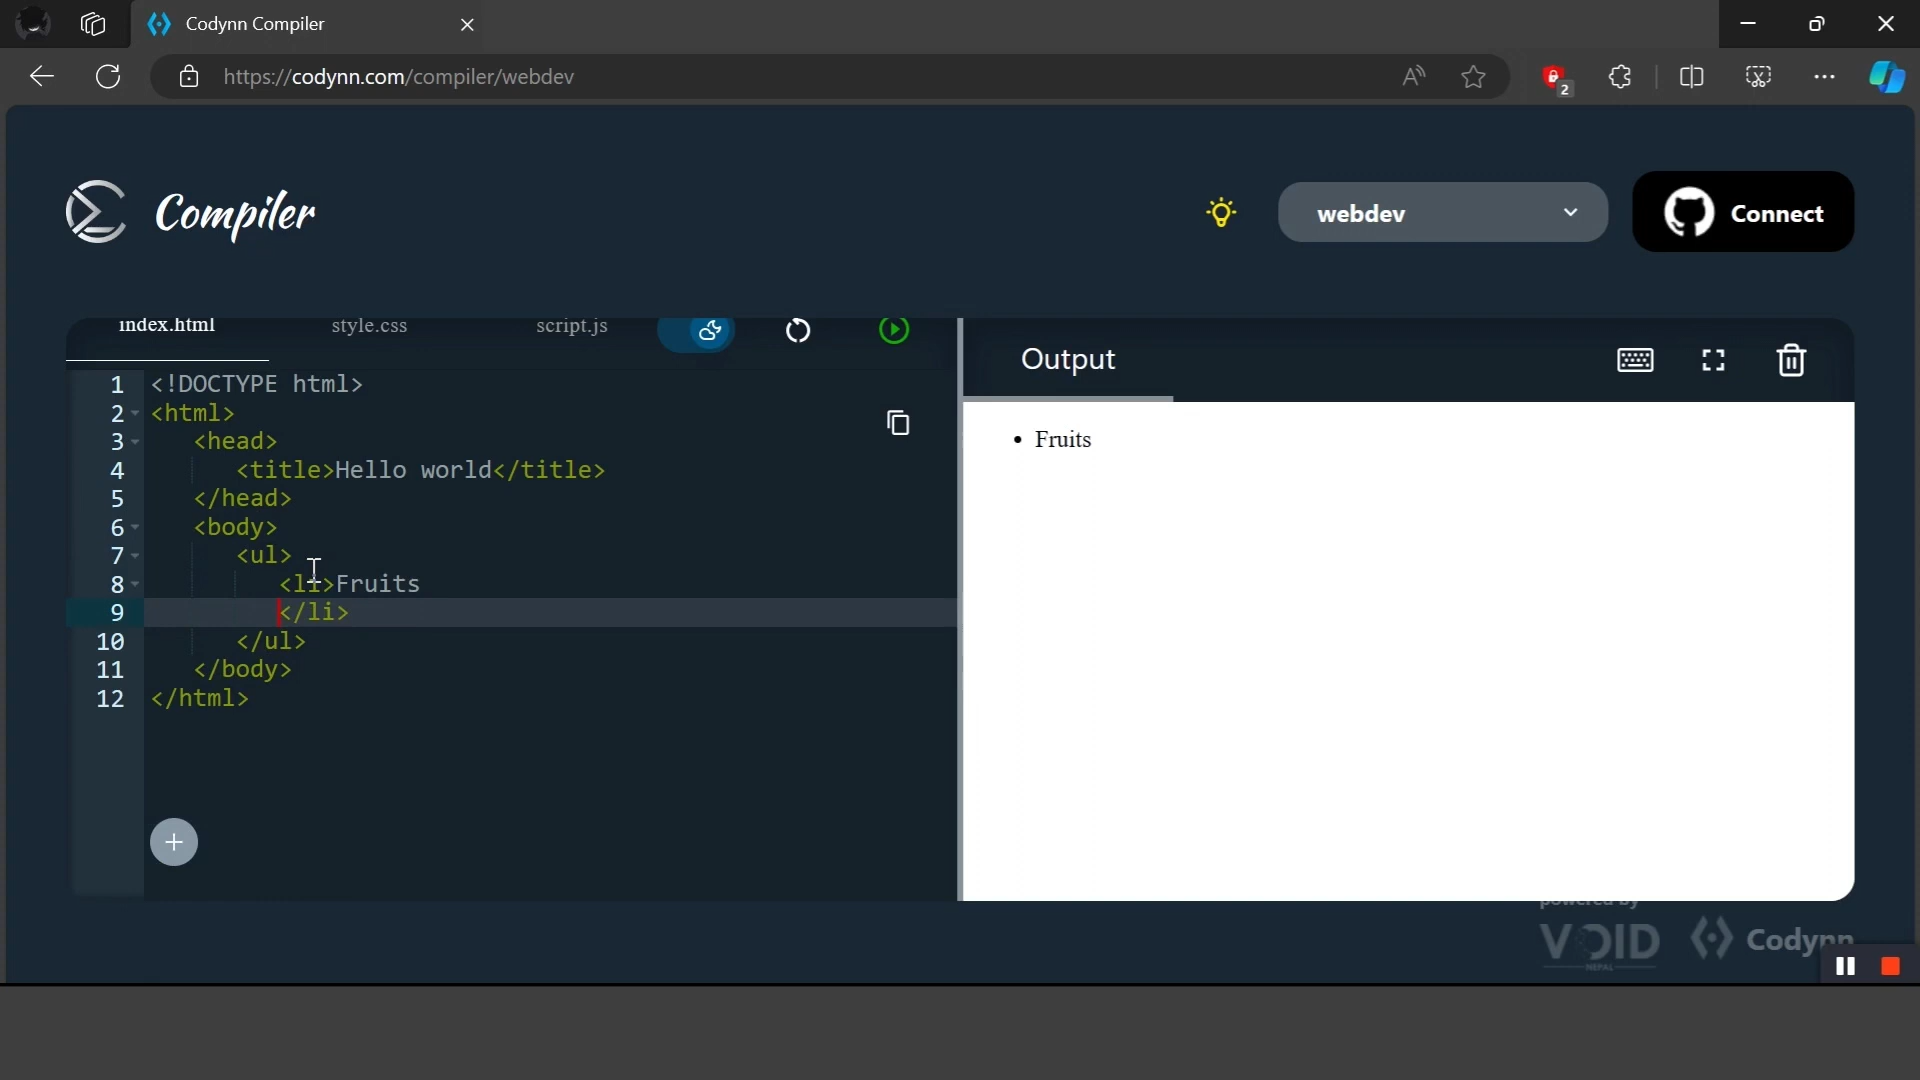 Codynn Compiler
https://codynn.com/compiler/webdev
2
Compiler
webdev
Connect
index.html style.css script.js
Output
1 <!DOCTYPE html>
2 <html>
3 <head>
4 <title>Hello world</title>
5 </head>
6 <body>
7 <ul>
8 <li>Fruits
9 </li>
10 </ul>
11 </body>
12 </html>
• Fruits
powered by
VOID
NEPAL
Codynn